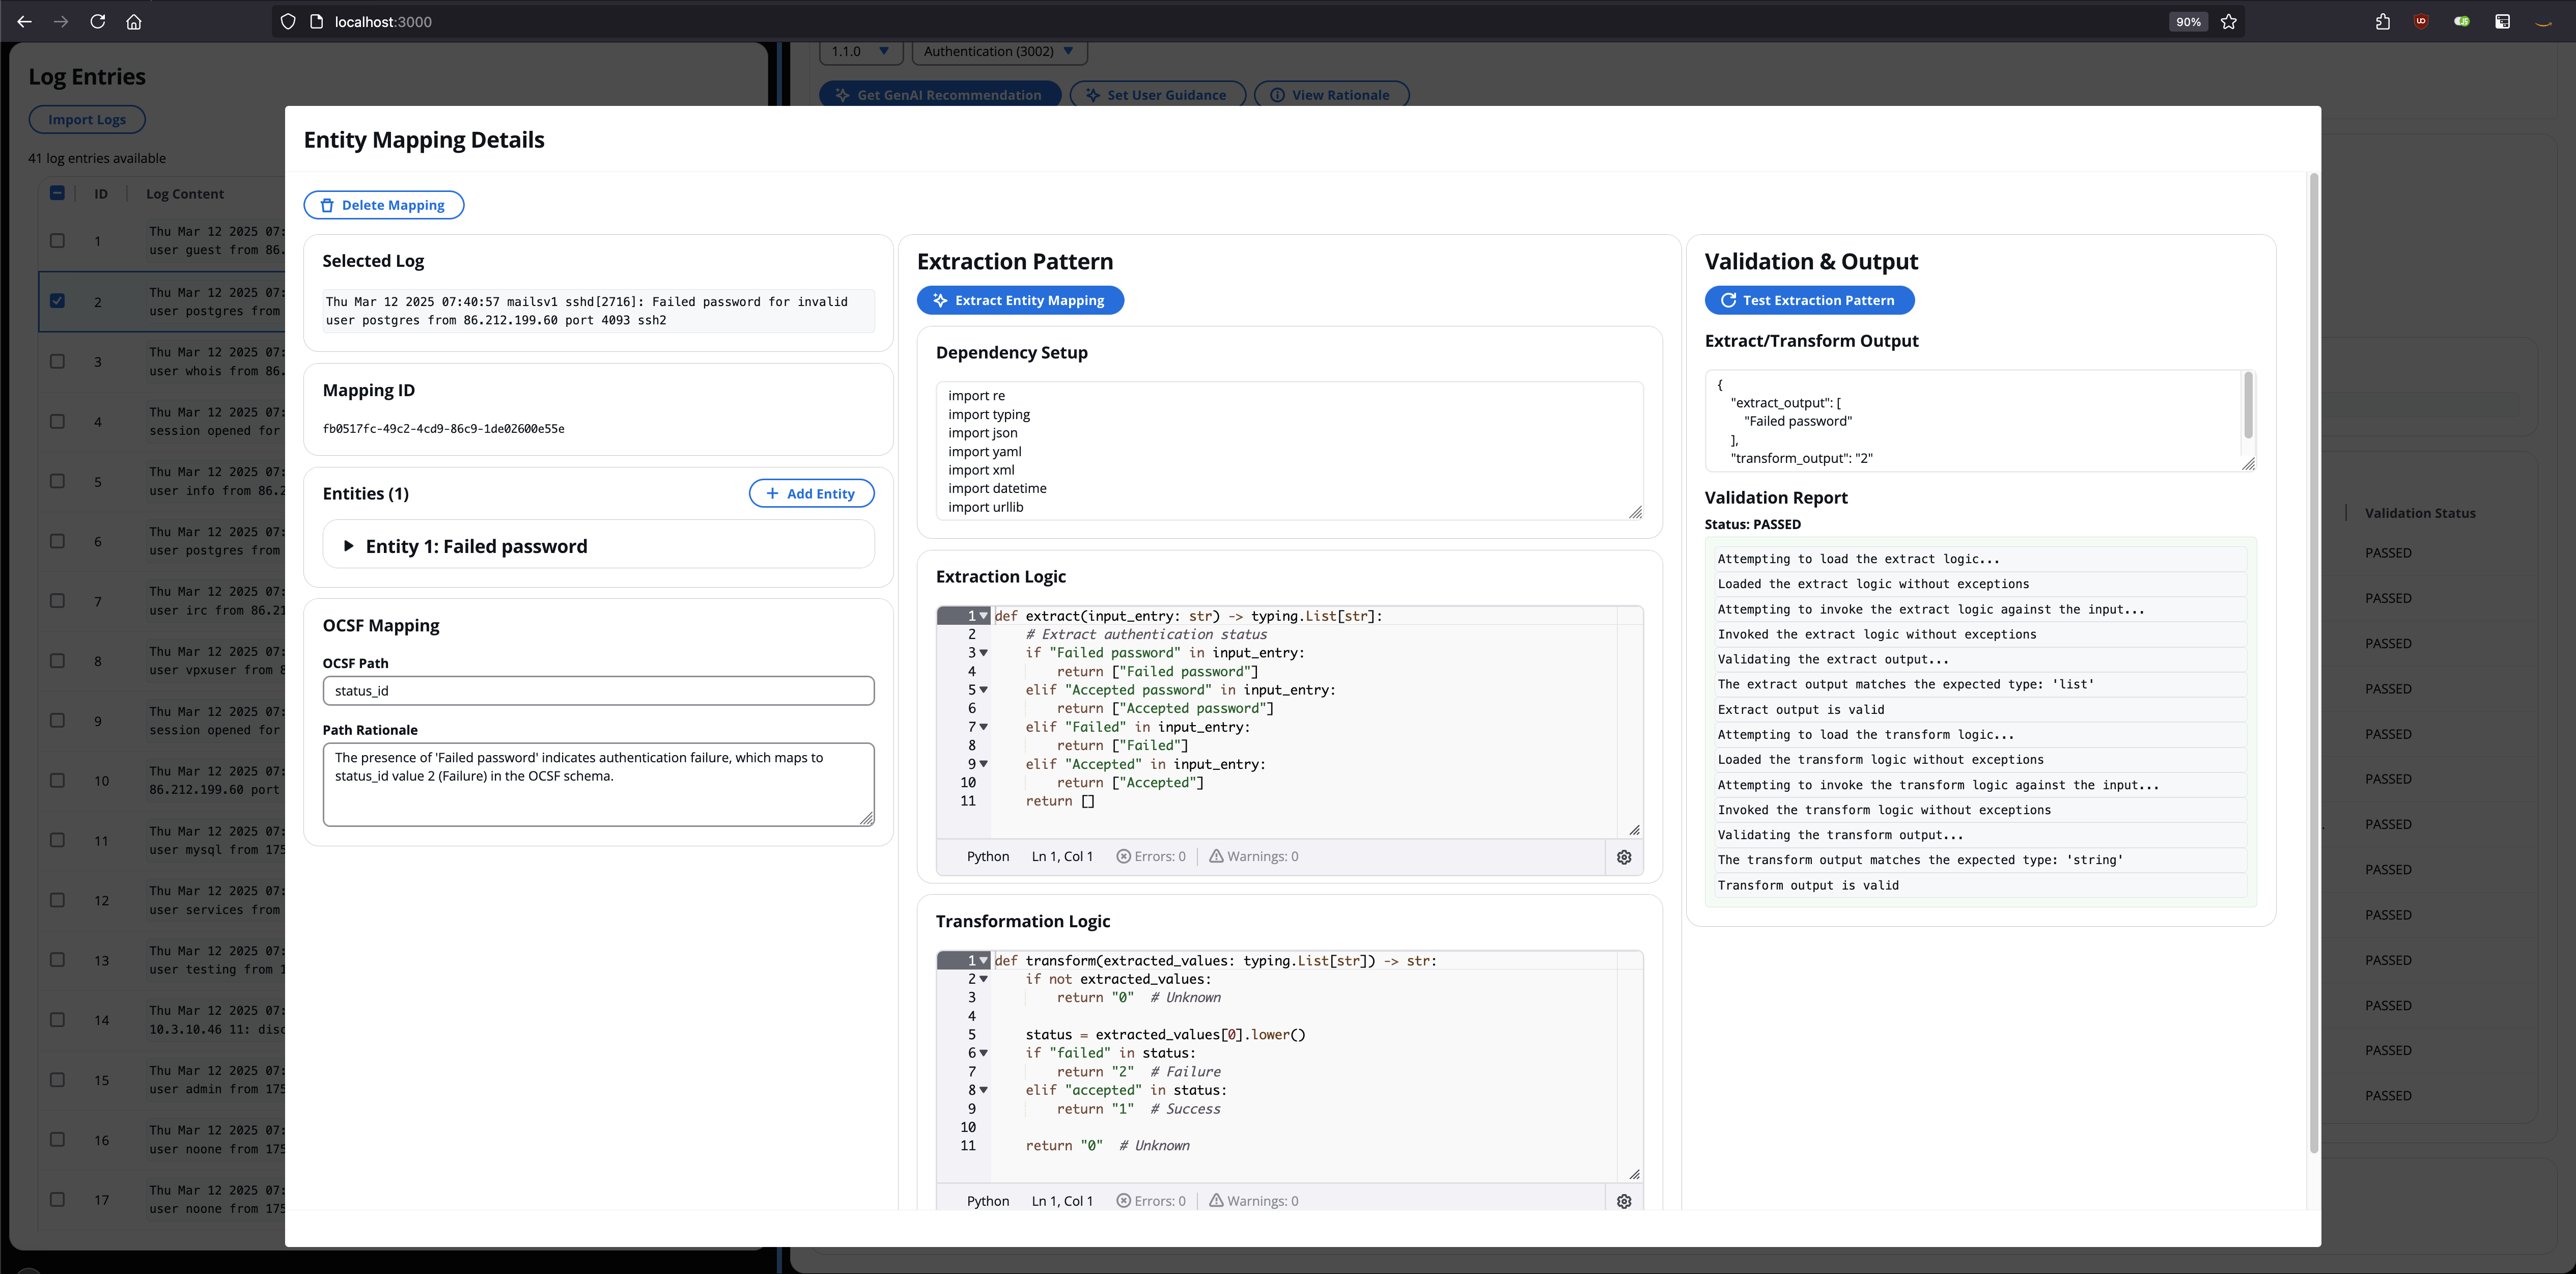 localhost:3000
90%
Log Entries
Import Logs
41 log entries available
ID
Log Content
1
Thu Mar 12 2025 07:
user guest from 86.
2
Thu Mar 12 2025 07:
user postgres from
3
Thu Mar 12 2025 07:
user whois from 86.
4
Thu Mar 12 2025 07:
session opened for
5
Thu Mar 12 2025 07:
user info from 86.2
6
Thu Mar 12 2025 07:
user postgres from
7
Thu Mar 12 2025 07:
user irc from 86.21
8
Thu Mar 12 2025 07:
user vpxuser from 8
9
Thu Mar 12 2025 07:
session opened for
10
Thu Mar 12 2025 07:
86.212.199.60 port
11
Thu Mar 12 2025 07:
user mysql from 175
12
Thu Mar 12 2025 07:
user services from
13
Thu Mar 12 2025 07:
user testing from 1
14
Thu Mar 12 2025 07:
10.3.10.46 11: disc
15
Thu Mar 12 2025 07:
user admin from 175
16
Thu Mar 12 2025 07:
user noone from 175
17
Thu Mar 12 2025 07:
user noone from 175
1.1.0
Authentication (3002)
Get GenAI Recommendation
Set User Guidance
View Rationale
Entity Mapping Details
Delete Mapping
Selected Log
Thu Mar 12 2025 07:40:57 mailsv1 sshd[2716]: Failed password for invalid
user postgres from 86.212.199.60 port 4093 ssh2
Mapping ID
fb0517fc-49c2-4cd9-86c9-1de02600e55e
Entities (1)
Add Entity
Entity 1: Failed password
OCSF Mapping
OCSF Path
status_id
Path Rationale
The presence of 'Failed password' indicates authentication failure, which maps to
status_id value 2 (Failure) in the OCSF schema.
Extraction Pattern
Extract Entity Mapping
Dependency Setup
import re
import typing
import json
import yaml
import xml
import datetime
import urllib
Extraction Logic
1 def extract(input_entry: str) -> typing.List[str]:
2     # Extract authentication status
3     if "Failed password" in input_entry:
4         return ["Failed password"]
5     elif "Accepted password" in input_entry:
6         return ["Accepted password"]
7     elif "Failed" in input_entry:
8         return ["Failed"]
9     elif "Accepted" in input_entry:
10         return ["Accepted"]
11     return []
Python Ln 1, Col 1 Errors: 0 Warnings: 0
Transformation Logic
1 def transform(extracted_values: typing.List[str]) -> str:
2     if not extracted_values:
3         return "0"  # Unknown
4
5     status = extracted_values[0].lower()
6     if "failed" in status:
7         return "2"  # Failure
8     elif "accepted" in status:
9         return "1"  # Success
10
11     return "0"  # Unknown
Python Ln 1, Col 1 Errors: 0 Warnings: 0
Validation & Output
Test Extraction Pattern
Extract/Transform Output
{
"extract_output": [
"Failed password"
],
"transform_output": "2"
Validation Report
Status: PASSED
Attempting to load the extract logic...
Loaded the extract logic without exceptions
Attempting to invoke the extract logic against the input...
Invoked the extract logic without exceptions
Validating the extract output...
The extract output matches the expected type: 'list'
Extract output is valid
Attempting to load the transform logic...
Loaded the transform logic without exceptions
Attempting to invoke the transform logic against the input...
Invoked the transform logic without exceptions
Validating the transform output...
The transform output matches the expected type: 'string'
Transform output is valid
Validation Status
PASSED
PASSED
PASSED
PASSED
PASSED
PASSED
PASSED
PASSED
PASSED
PASSED
PASSED
PASSED
PASSED